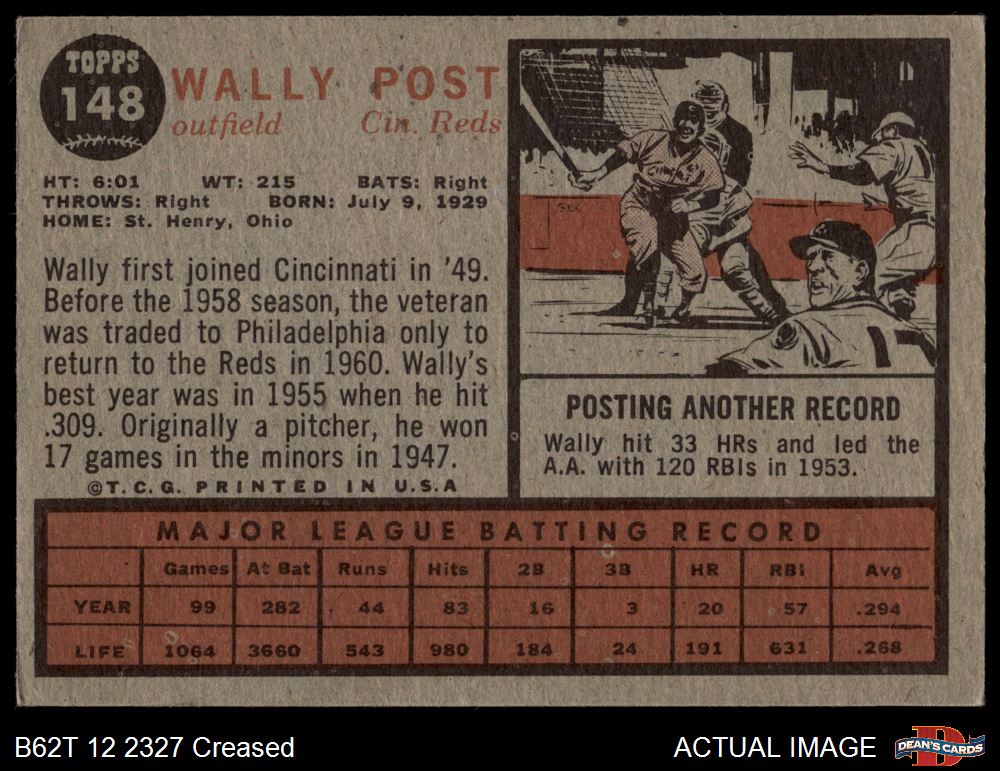 TOPPS
148
WALLY POST
outfield Cin. Reds
HT: 6:01 WT: 215 BATS: Right
THROWS: Right BORN: July 9, 1929
HOME: St. Henry, Ohio
Wally first joined Cincinnati in '49.
Before the 1958 season, the veteran
was traded to Philadelphia only to
return to the Reds in 1960. Wally's
best year was in 1955 when he hit
.309. Originally a pitcher, he won
17 games in the minors in 1947.
©T.C.G. PRINTED IN U.S.A
POSTING ANOTHER RECORD
Wally hit 33 HRs and led the
A.A. with 120 RBIs in 1953.
MAJOR LEAGUE BATTING RECORD
Games At Bat Runs Hits 2B 3B HR RBI Avg
YEAR 99 282 44 83 16 3 20 57 .294
LIFE 1064 3660 543 980 184 24 191 631 .268
B62T 12 2327 Creased
ACTUAL IMAGE
DEAN'S CARDS